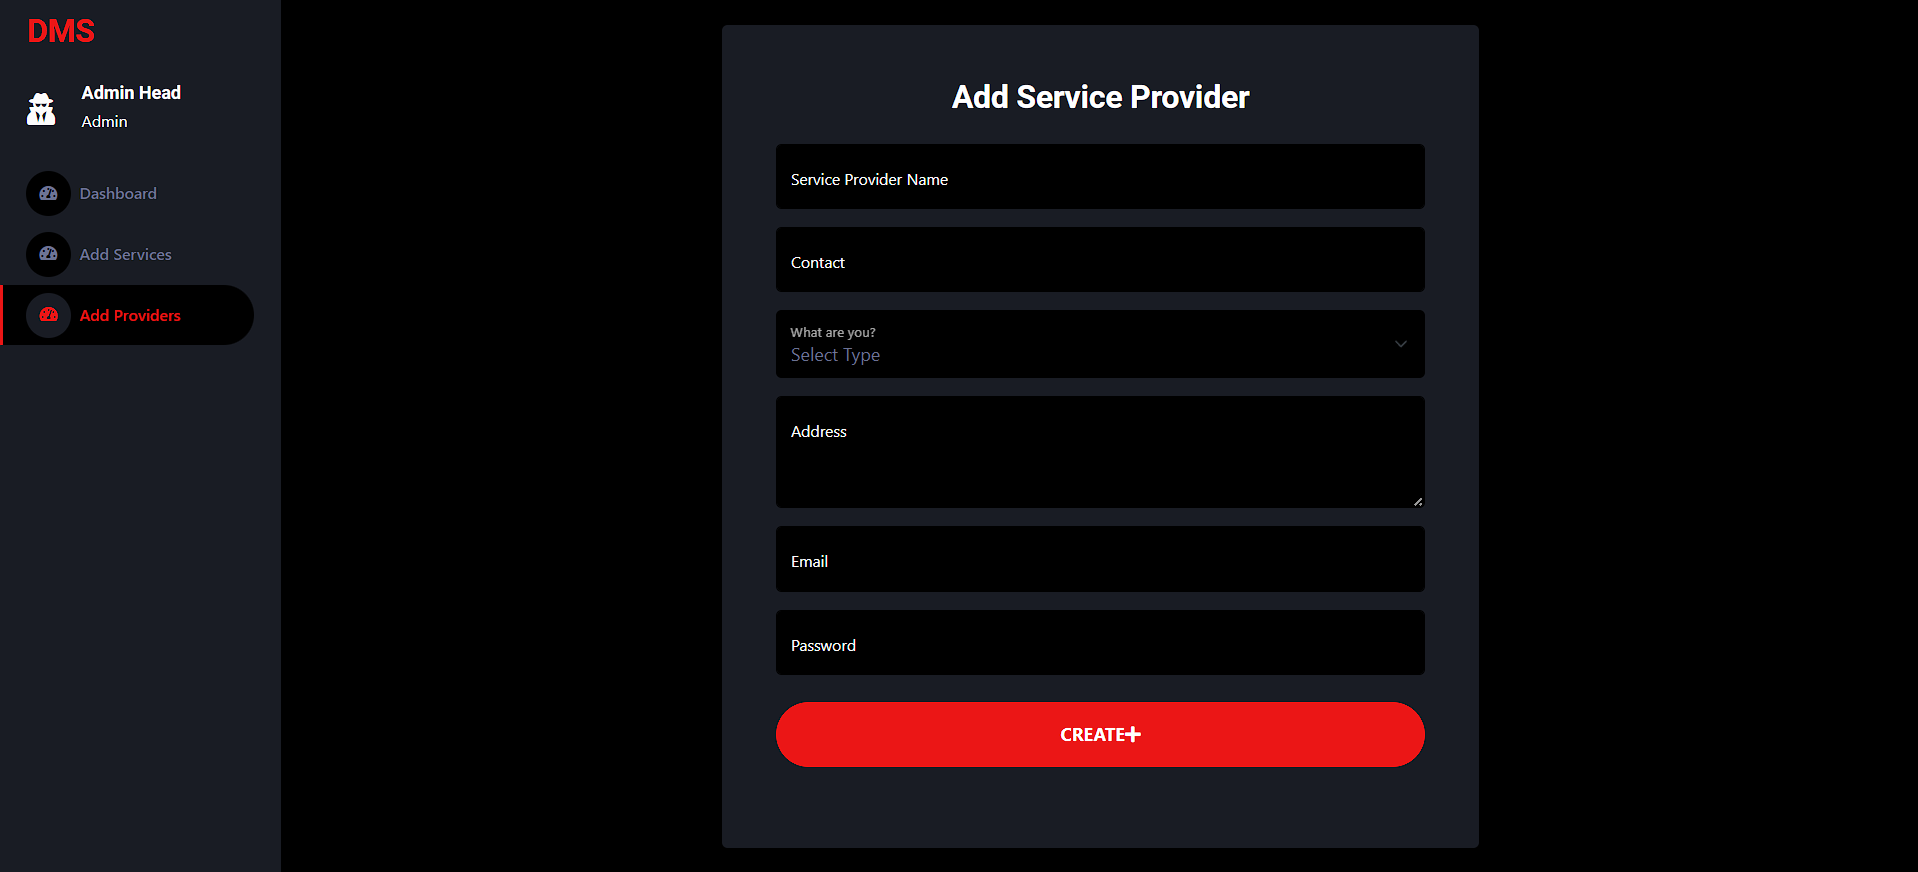 DMS
Admin Head
Admin
Dashboard
Add Services
Add Providers
Add Service Provider
Service Provider Name
Contact
What are you?
Select Type
Address
Email
Password
CREATE